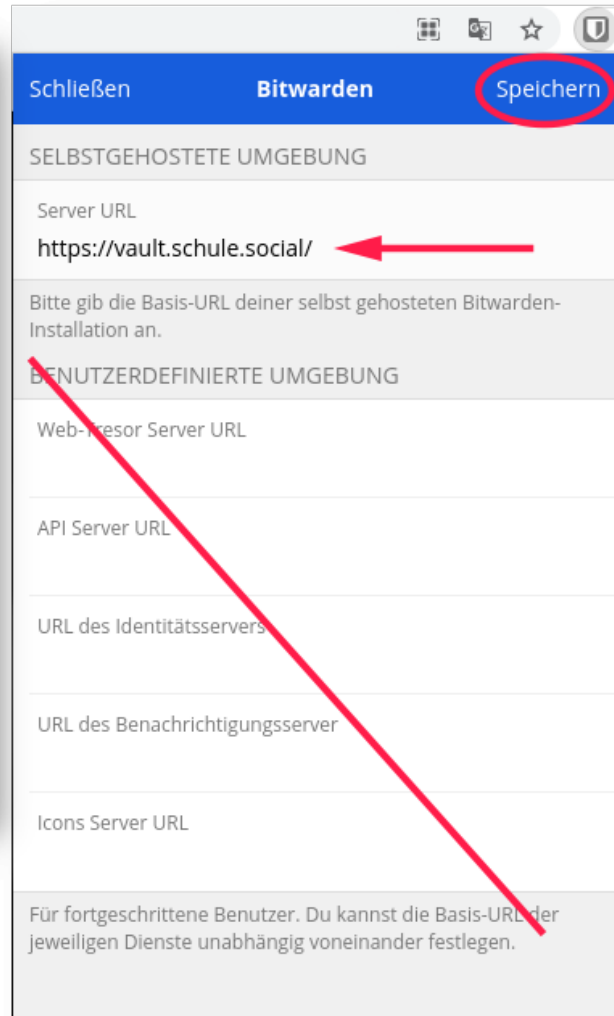 Schließen Bitwarden Speichern
SELBSTGEHOSTETE UMGEBUNG
Server URL
https://vault.schule.social/
Bitte gib die Basis-URL deiner selbst gehosteten Bitwarden-
Installation an.
BENUTZERDEFINIERTE UMGEBUNG
Web-Tresor Server URL
API Server URL
URL des Identitätsservers
URL des Benachrichtigungsserver
Icons Server URL
Für fortgeschrittene Benutzer. Du kannst die Basis-URL der
jeweiligen Dienste unabhängig voneinander festlegen.